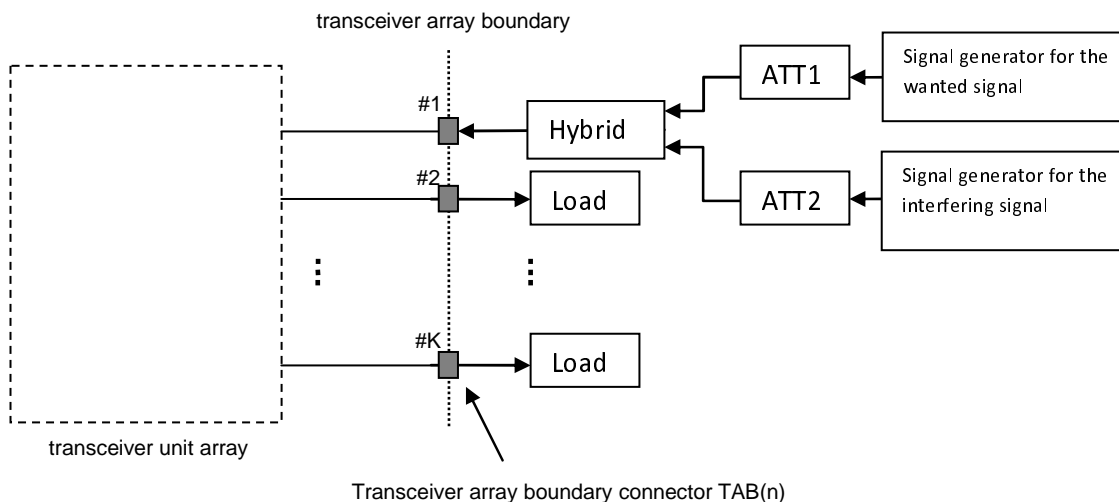 transceiver array boundary
Signal generator for the
wanted signal
ATT1
#1
Hybrid
#2
Load
Signal generator for the
interfering signal
ATT2
#K
Load
transceiver unit array
Transceiver array boundary connector TAB(n)